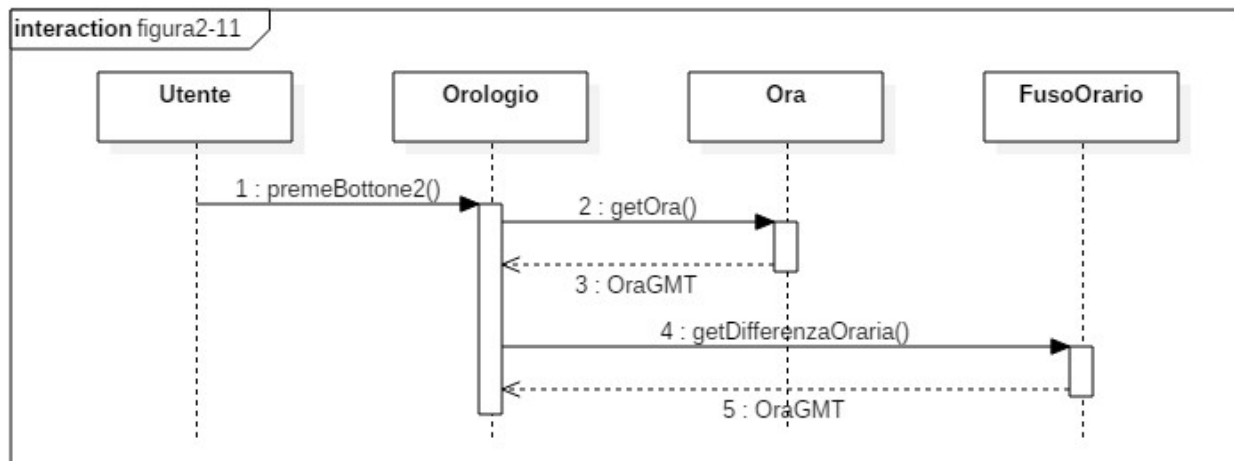 interaction figura2-11
Utente
Orologio
Ora
FusoOrario
1 : premeBottone2()
2 : getOra()
3 : OraGMT
4 : getDifferenzaOraria()
5 : OraGMT